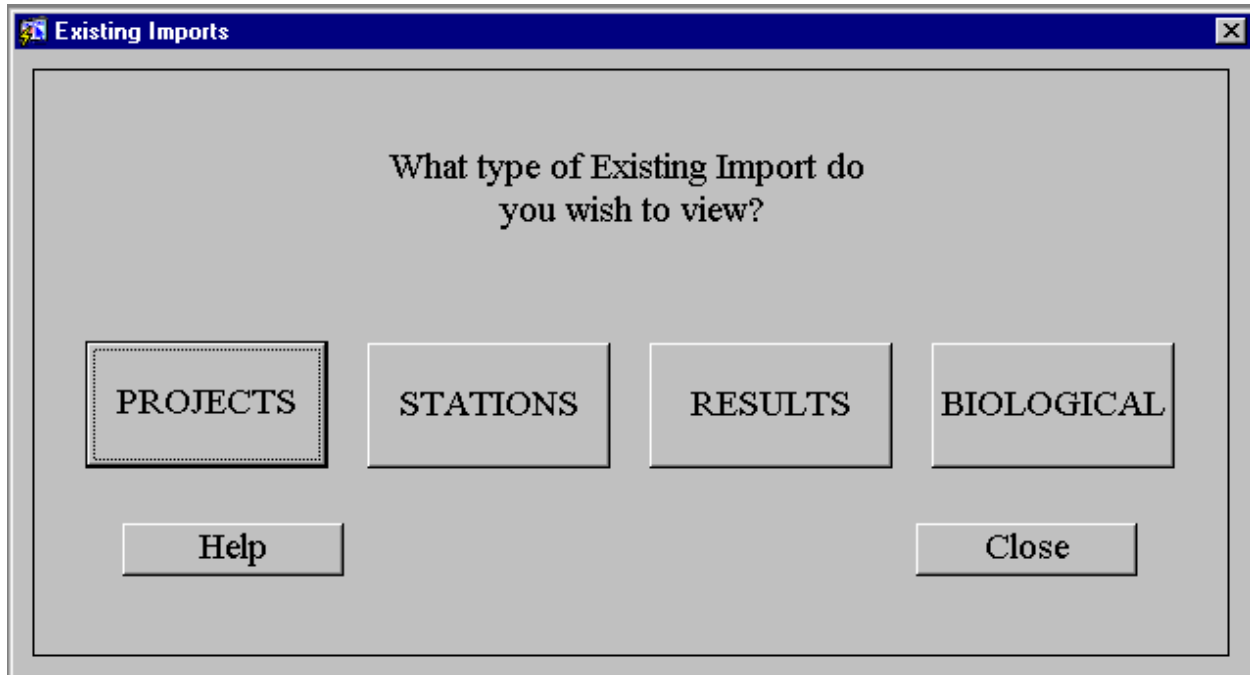 Existing Imports
What type of Existing Import do
you wish to view?
PROJECTS
STATIONS
RESULTS
BIOLOGICAL
Help
Close